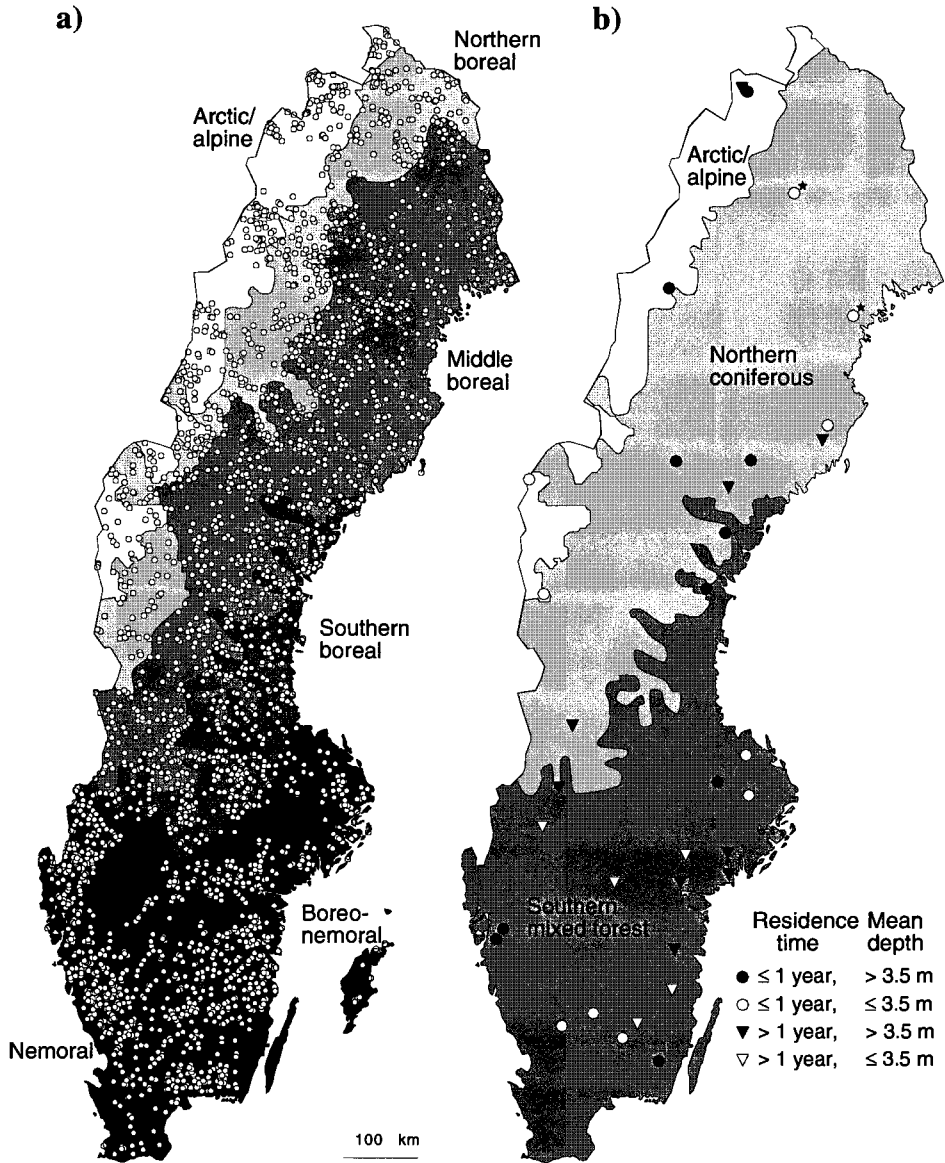 a)
Northern
boreal
Arctic/
alpine
Middle
boreal
Southern
boreal
Boreo-
nemoral
Nemoral
100 km
b)
Arctic/
alpine
Northern
coniferous
Southern
mixed forest
Residence Mean
time depth
● ≤ 1 year, > 3.5 m
○ ≤ 1 year, ≤ 3.5 m
▼ > 1 year, > 3.5 m
▽ > 1 year, ≤ 3.5 m